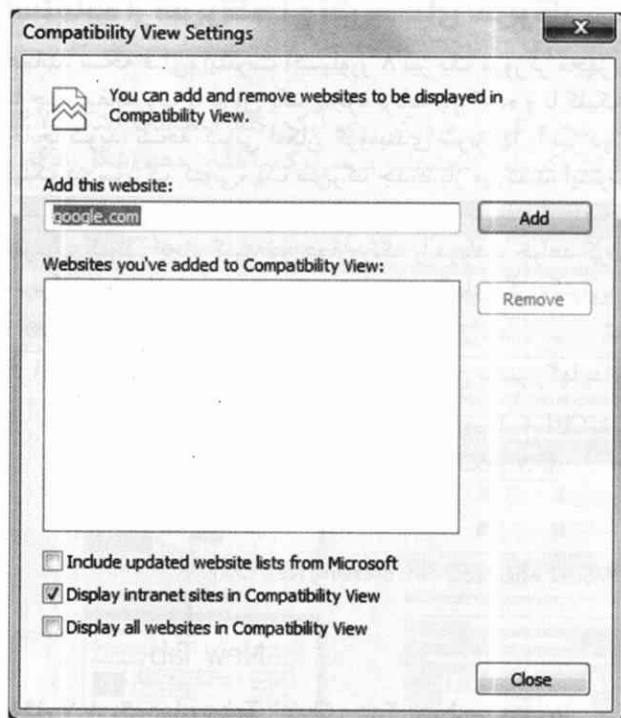 Compatibility View Settings
You can add and remove websites to be displayed in
Compatibility View.
Add this website:
google.com
Add
Websites you've added to Compatibility View:
Remove
Include updated website lists from Microsoft
Display intranet sites in Compatibility View
Display all websites in Compatibility View
Close